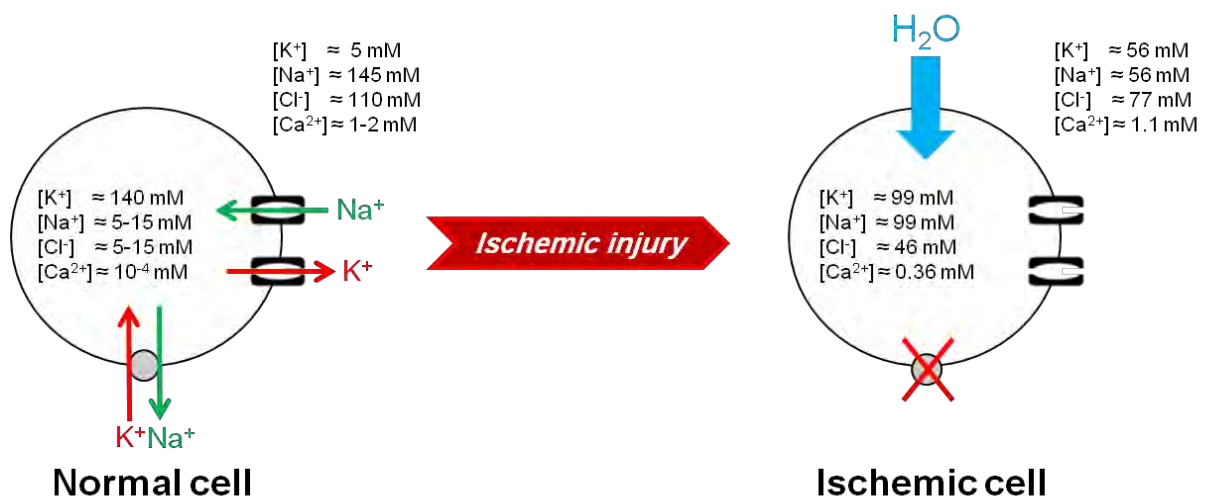 [K⁺] ≈ 5 mM
[Na⁺] ≈ 145 mM
[Cl⁻] ≈ 110 mM
[Ca²⁺] ≈ 1-2 mM
[K⁺] ≈ 140 mM
[Na⁺] ≈ 5-15 mM
[Cl⁻] ≈ 5-15 mM
[Ca²⁺] ≈ 10⁻⁴ mM
Na⁺
K⁺
K⁺Na⁺
Normal cell
Ischemic injury
H₂O
[K⁺] ≈ 56 mM
[Na⁺] ≈ 56 mM
[Cl⁻] ≈ 77 mM
[Ca²⁺] ≈ 1.1 mM
[K⁺] ≈ 99 mM
[Na⁺] ≈ 99 mM
[Cl⁻] ≈ 46 mM
[Ca²⁺] ≈ 0.36 mM
Ischemic cell